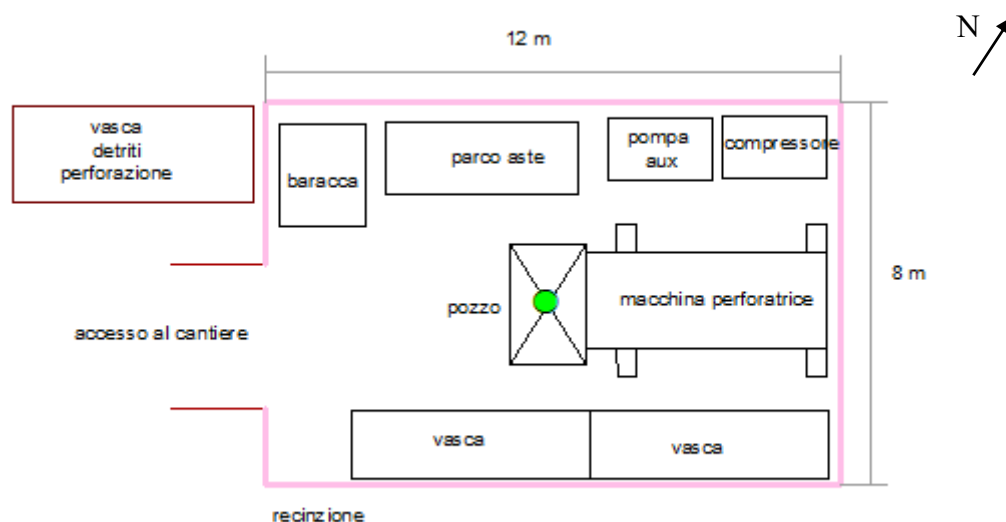 N
12 m
vasca
detriti
perforazione
baracca
parco aste
pompa
aux
compressore
8 m
macchina perforatrice
pozzo
accesso al cantiere
vasca
vasca
recinzione